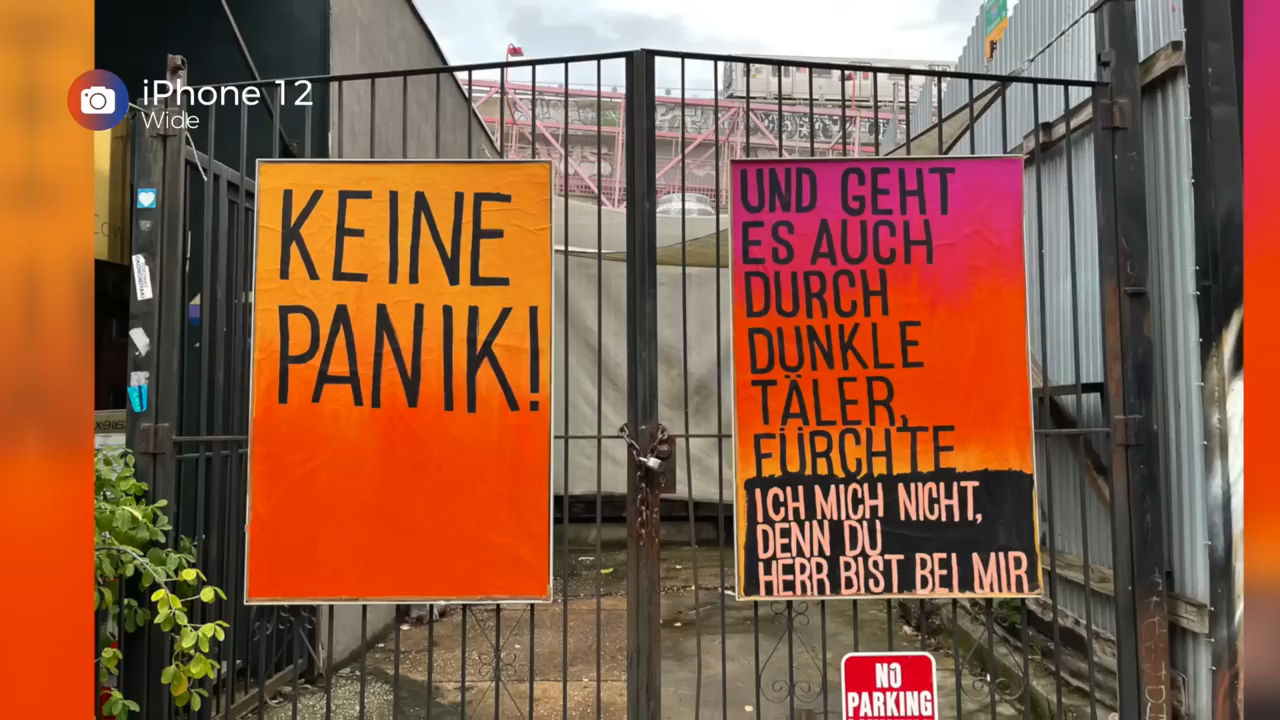 iPhone 12
Wide
KEINE
PANIK!
UND GEHT
ES AUCH
DURCH
DUNKLE
TÄLER,
FÜRCHTE
ICH MICH NICHT,
DENN DU
HERR BIST BEI MIR
NO
PARKING